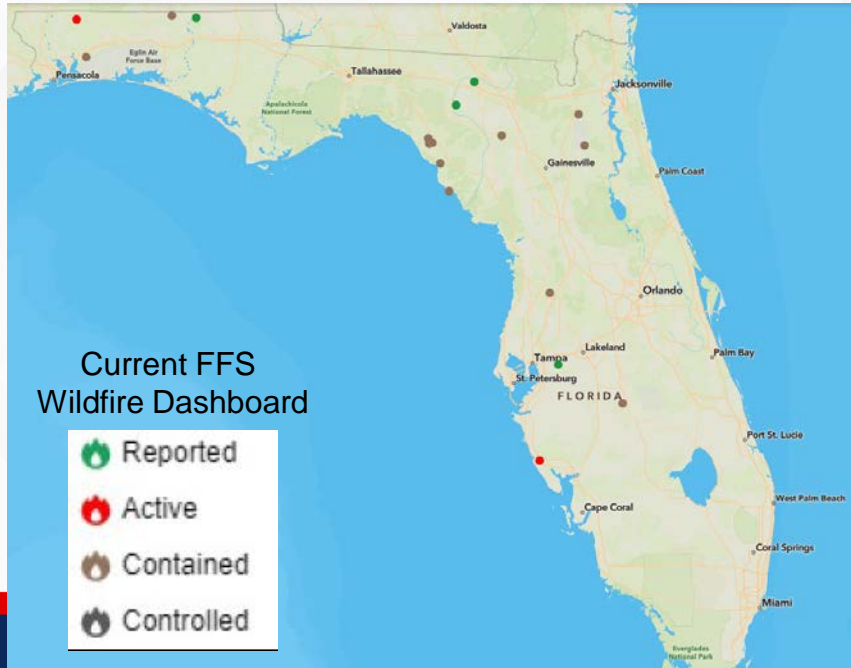 Valdosta
Eglin Air
Force Base
Pensacola
Tallahassee
Jacksonville
Apalachicola
National Forest
Gainesville
Palm Coast
Orlando
Lakeland
Tampa
Palm Bay
St. Petersburg
FLORIDA
Port St. Lucie
Cape Coral
West Palm Beach
Coral Springs
Miami
Everglades
National Park
Current FFS
Wildfire Dashboard
Reported
Active
Contained
Controlled